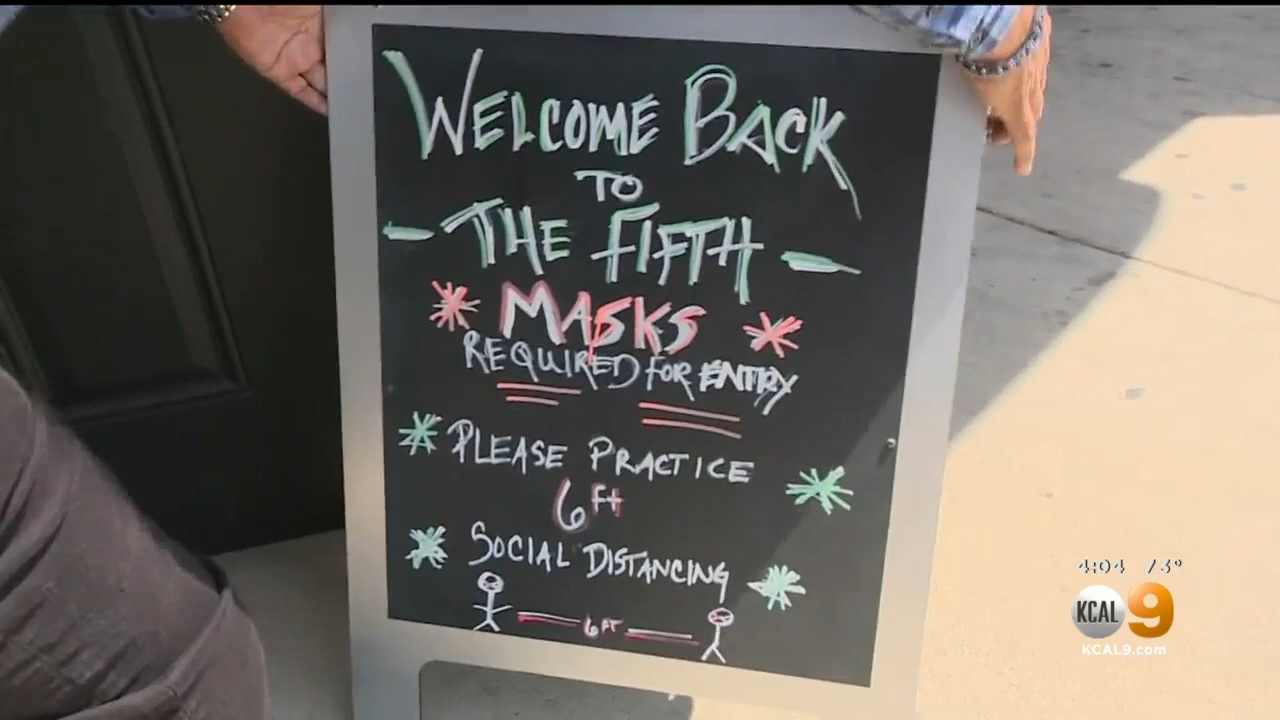 WELCOME BACK
TO
- THE FIFTH -
* MASKS *
REQUIRED FOR ENTRY
* PLEASE PRACTICE *
6 FT
* SOCIAL DISTANCING *
6 FT
4:04 73°
KCAL 9
KCAL9.com